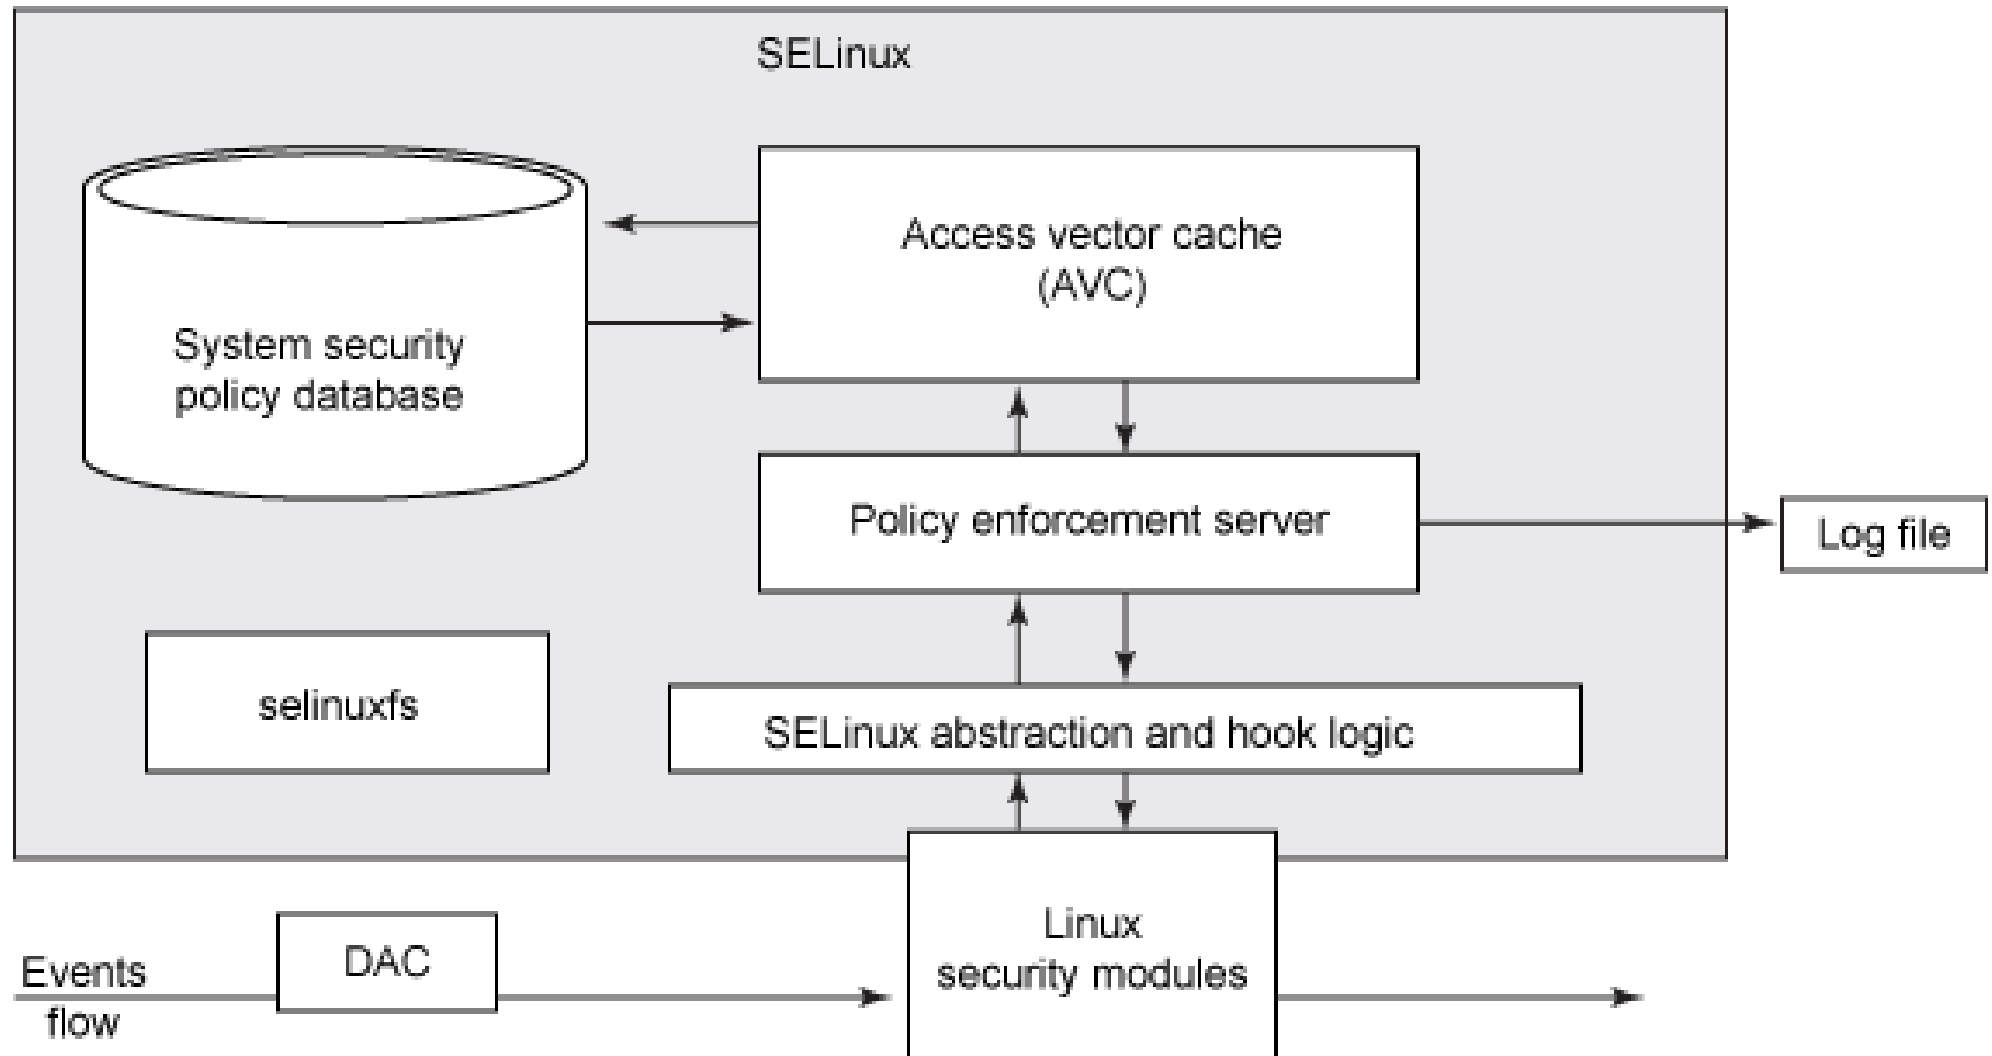 SELinux
Access vector cache
(AVC)
System security
policy database
Policy enforcement server
Log file
selinuxfs
SELinux abstraction and hook logic
Events
flow
DAC
Linux
security modules